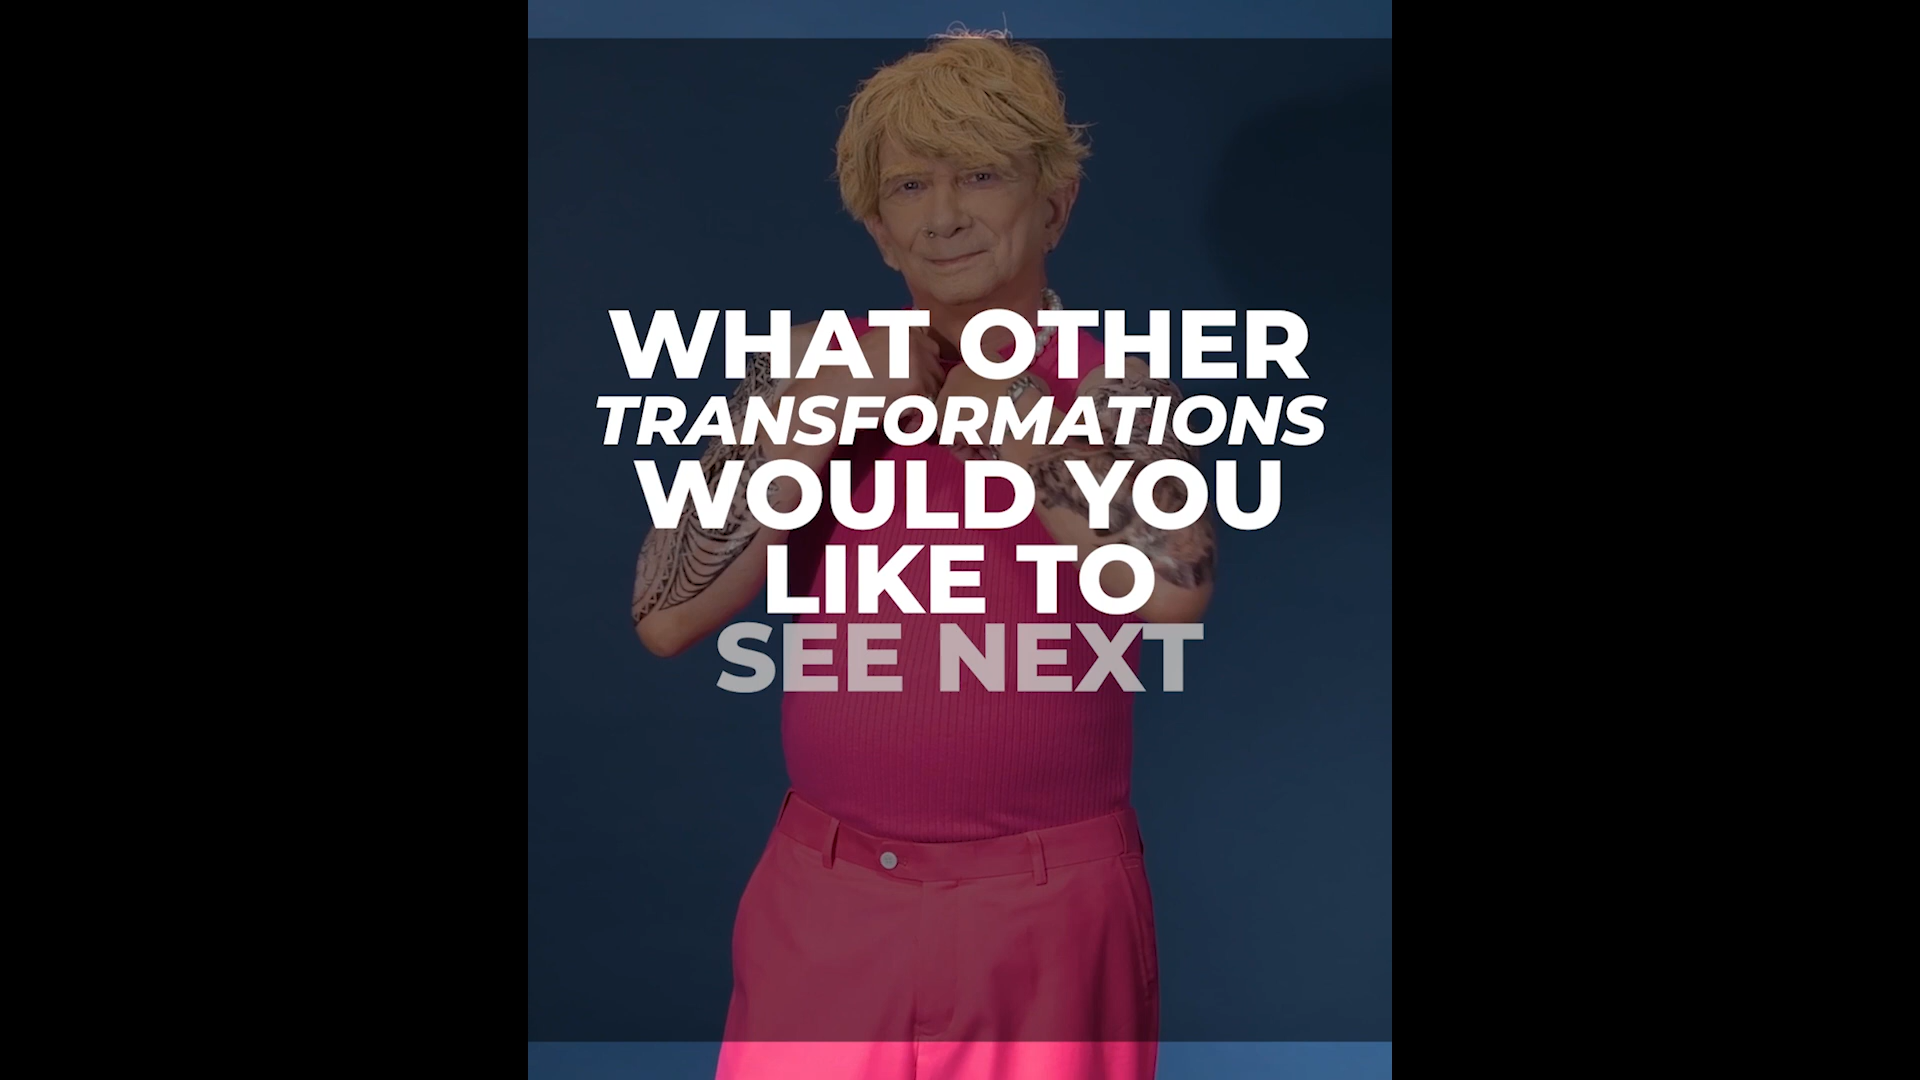 WHAT OTHER
TRANSFORMATIONS
WOULD YOU
LIKE TO
SEE NEXT